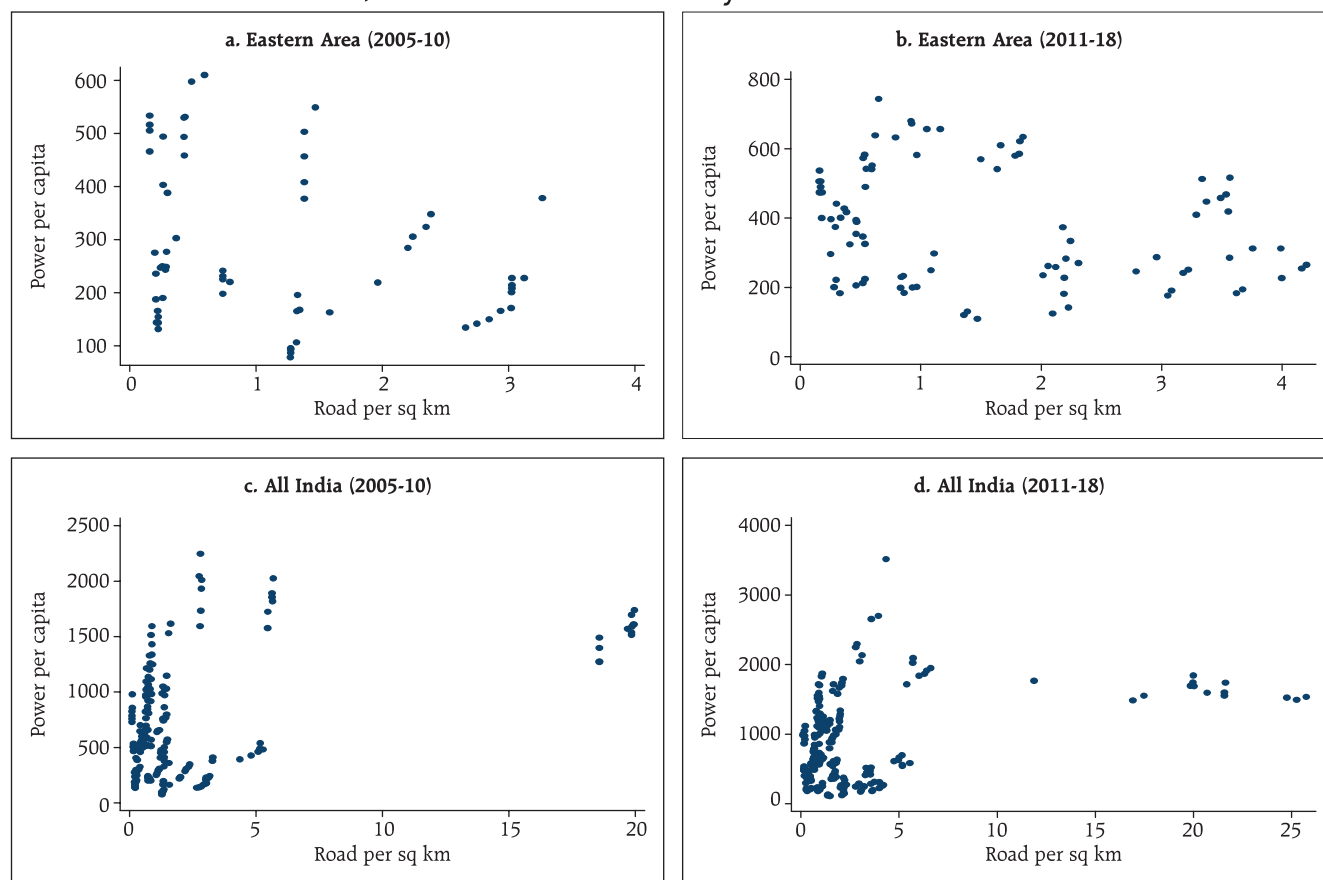 a. Eastern Area (2005-10)
Power per capita
600
500
400
300
200
100
0 1 2 3 4
Road per sq km
b. Eastern Area (2011-18)
Power per capita
800
600
400
200
0
0 1 2 3 4
Road per sq km
c. All India (2005-10)
Power per capita
2500
2000
1500
1000
500
0
0 5 10 15 20
Road per sq km
d. All India (2011-18)
Power per capita
4000
3000
2000
1000
0
0 5 10 15 20 25
Road per sq km